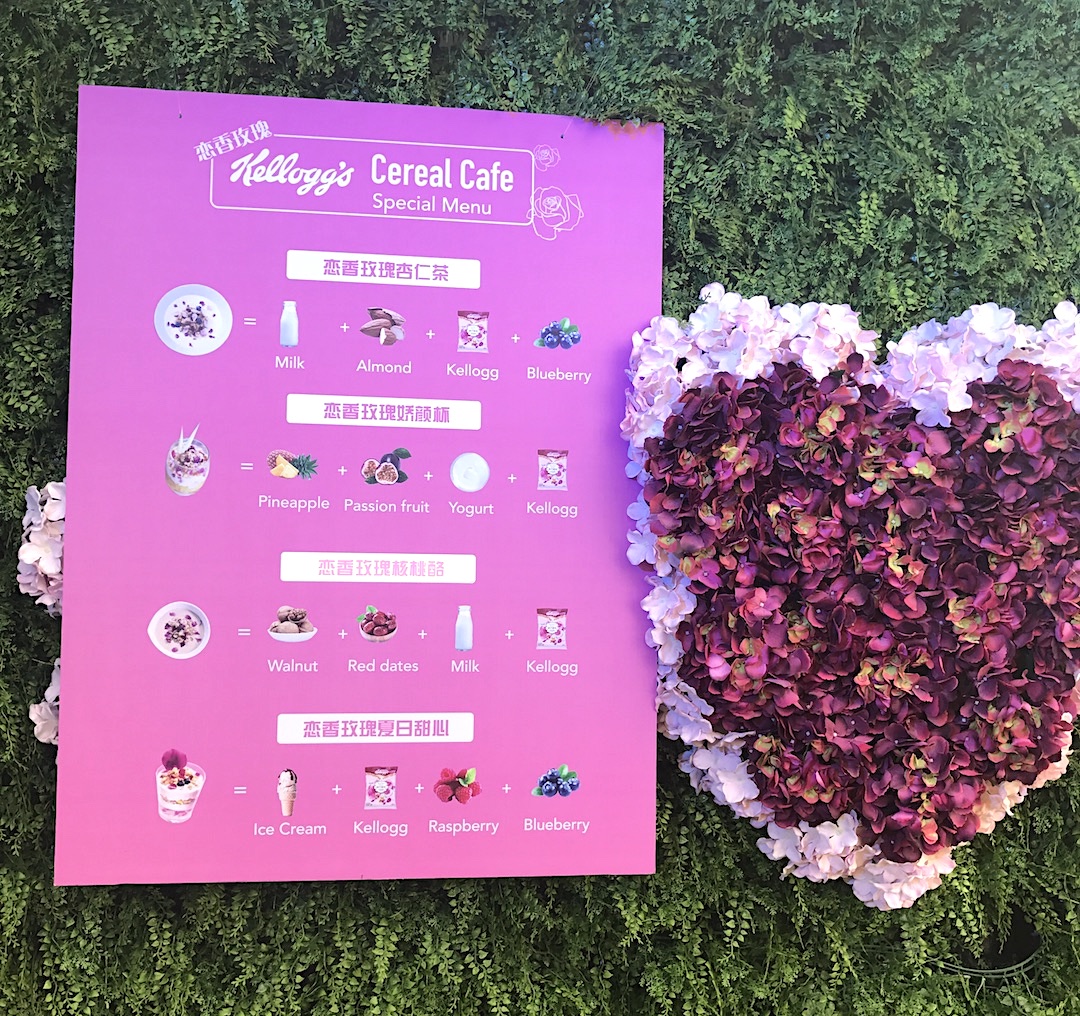 恋香玫瑰
Kellogg's Cereal Cafe
Special Menu
恋香玫瑰杏仁茶
= Milk + Almond + Kellogg + Blueberry
恋香玫瑰娇颜杯
= Pineapple + Passion fruit + Yogurt + Kellogg
恋香玫瑰核桃酪
= Walnut + Red dates + Milk + Kellogg
恋香玫瑰夏日甜心
= Ice Cream + Kellogg + Raspberry + Blueberry